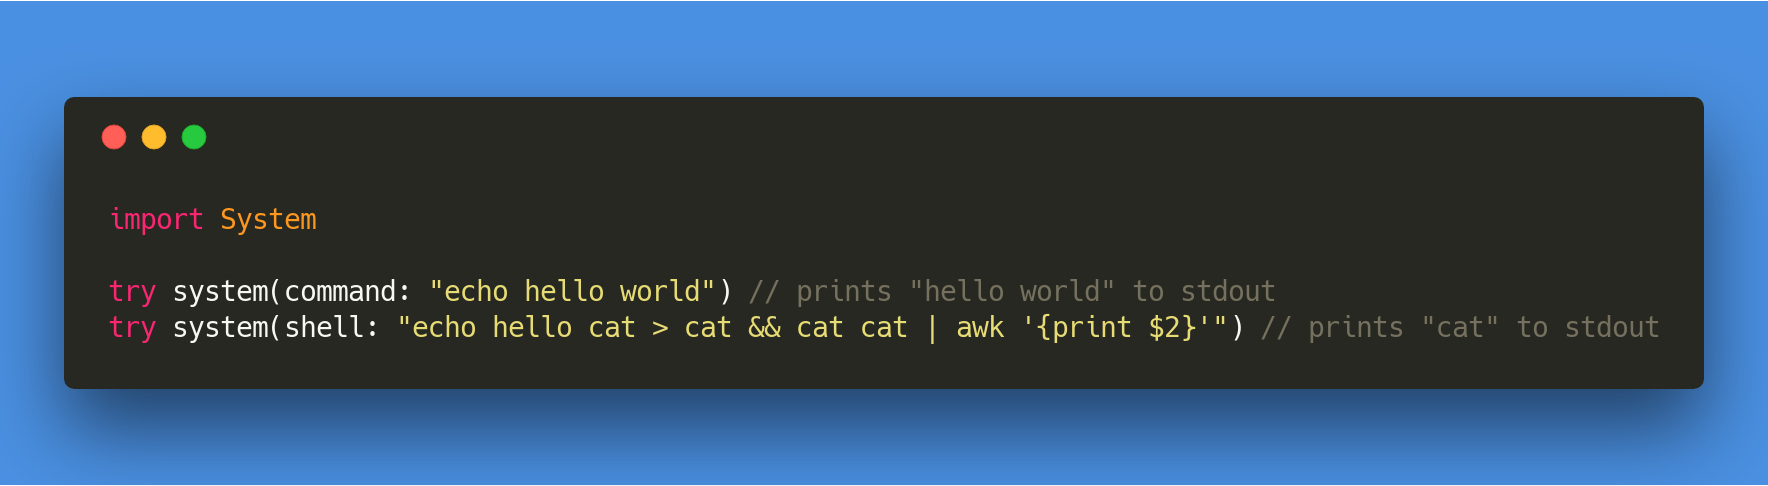 import System
try system(command: "echo hello world") // prints "hello world" to stdout
try system(shell: "echo hello cat > cat && cat cat | awk '{print $2}'") // prints "cat" to stdout